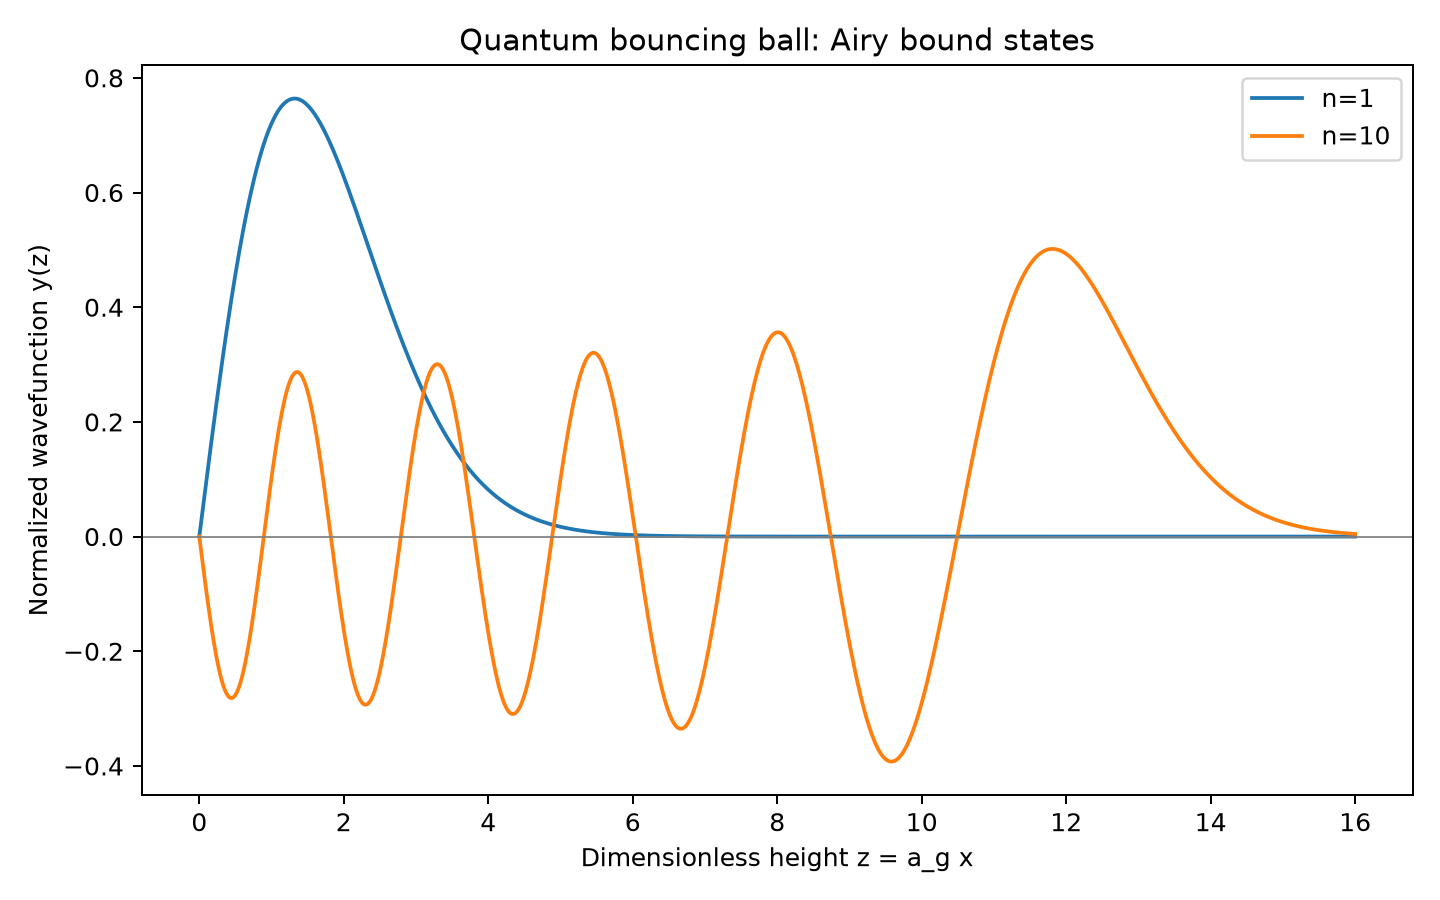 Quantum bouncing ball: Airy bound states
n=1
n=10
Normalized wavefunction y(z)
0.8
0.6
0.4
0.2
0.0
−0.2
−0.4
0 2 4 6 8 10 12 14 16
Dimensionless height z = a_g x